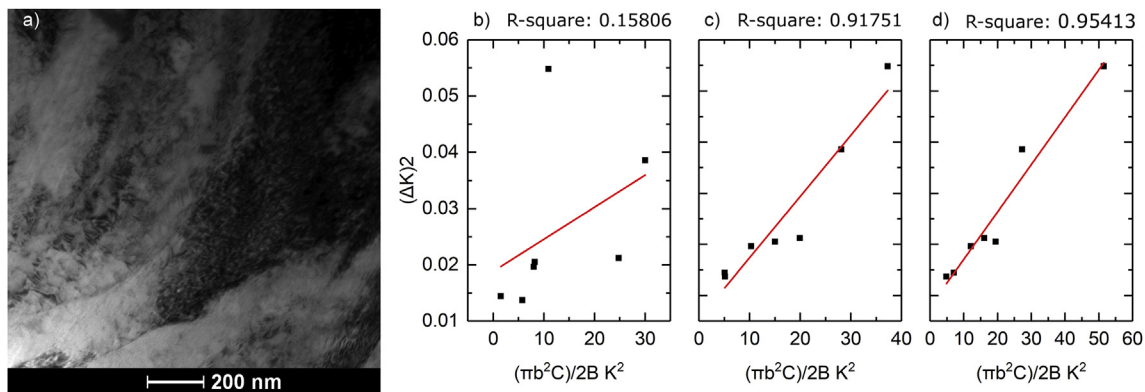 a)
200 nm
b) R-square: 0.15806
c) R-square: 0.91751
d) R-square: 0.95413
(ΔK)2
0.06
0.05
0.04
0.03
0.02
0.01
0 10 20 30
(πb²C)/2B K²
0 10 20 30 40
(πb²C)/2B K²
0 10 20 30 40 50 60
(πb²C)/2B K²